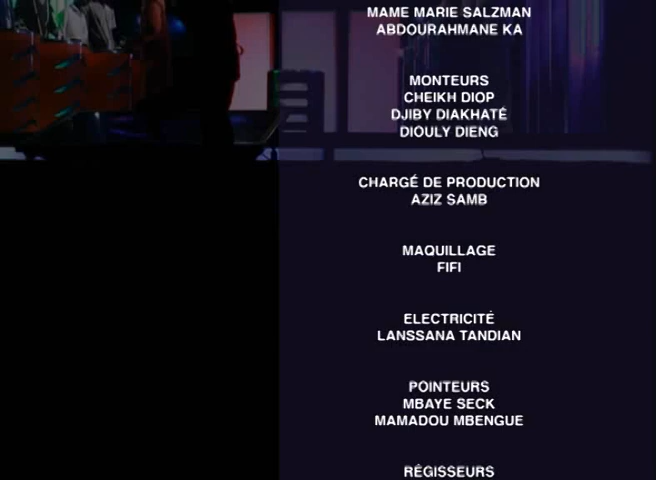 MAME MARIE SALZMAN
ABDOURAHMANE KA
MONTEURS
CHEIKH DIOP
DJIBY DIAKHATÉ
DIOULY DIENG
CHARGÉ DE PRODUCTION
AZIZ SAMB
MAQUILLAGE
FIFI
ELECTRICITÉ
LANSSANA TANDIAN
POINTEURS
MBAYE SECK
MAMADOU MBENGUE
RÉGISSEURS